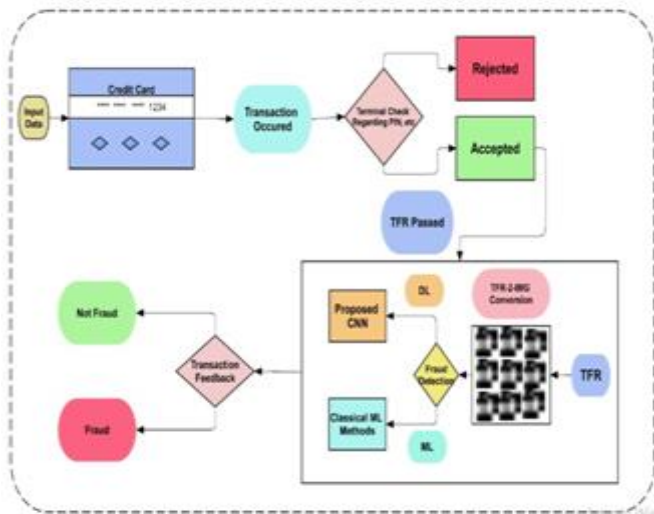 Credit Card
1234
Input
Data
Transaction
Occured
Terminal Check
Regarding PIN, etc.
Rejected
Accepted
TFR Passed
Not Fraud
Fraud
Transaction
Feedback
DL
Proposed
CNN
Fraud
Detection
Classical ML
Methods
ML
TFR-2-IMG
Conversion
TFR